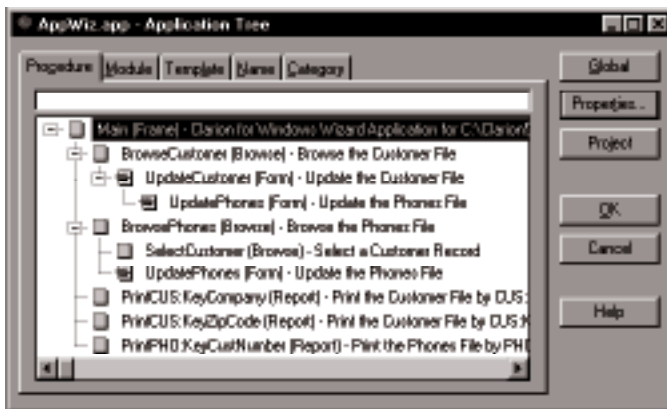 AppWiz.app - Application Tree
Procedure Module Template Name Category
Global
Properties...
Project
OK
Cancel
Help
Main (Frame) - Clarion for Windows Wizard Application for C:\Clarion
BrowseCustomer (Browse) - Browse the Customer File
UpdateCustomer (Form) - Update the Customer File
UpdatePhones (Form) - Update the Phones File
BrowsePhones (Browse) - Browse the Phones File
SelectCustomer (Browse) - Select a Customer Record
UpdatePhones (Form) - Update the Phones File
PrintCUS:KeyCompany (Report) - Print the Customer File by CUS:
PrintCUS:KeyZipCode (Report) - Print the Customer File by CUS:K
PrintPHO:KeyCustNumber (Report) - Print the Phones File by PHO